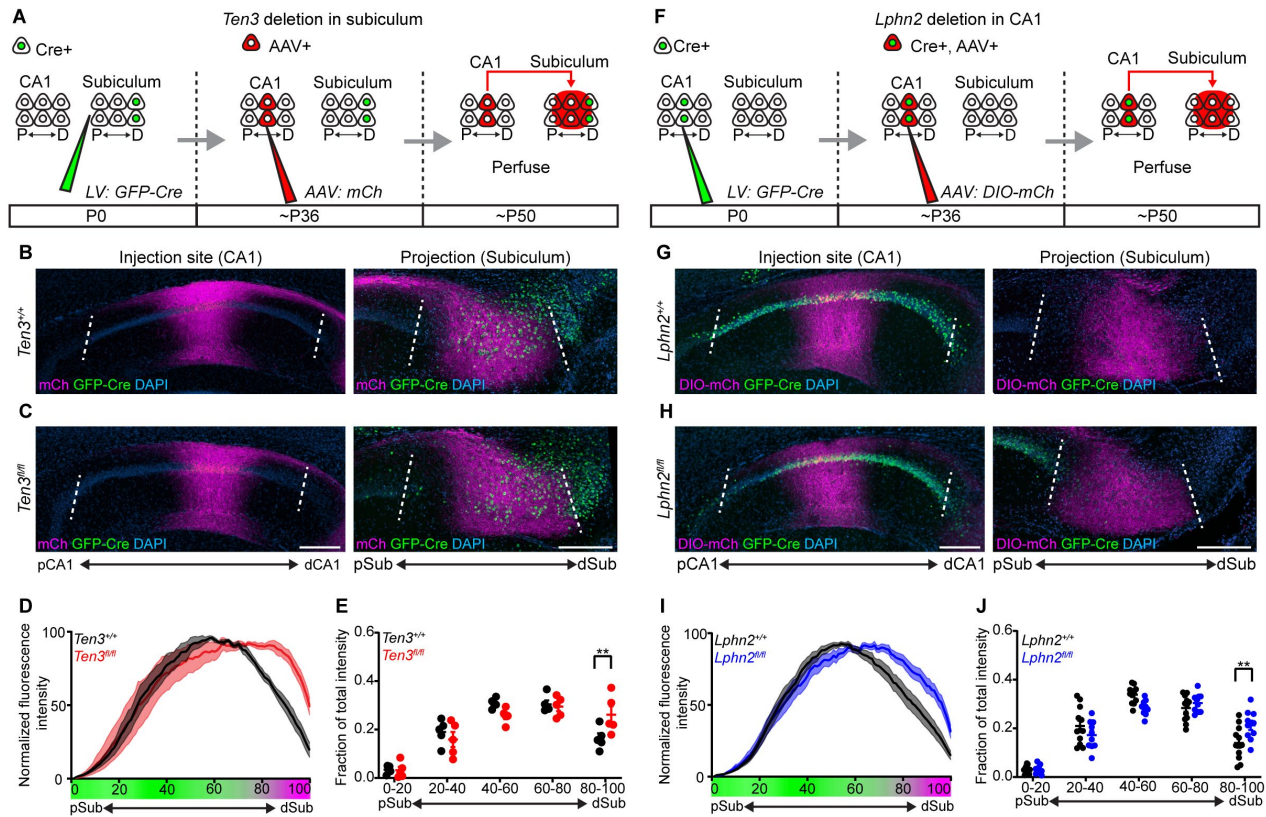 A
Ten3 deletion in subiculum
Cre+
AAV+
CA1
Subiculum
CA1
Subiculum
CA1
Subiculum
P D
P D
P D
P D
P D
P D
Perfuse
LV: GFP-Cre
AAV: mCh
P0
~P36
~P50
B
Injection site (CA1)
Projection (Subiculum)
Ten3+/+
mCh GFP-Cre DAPI
mCh GFP-Cre DAPI
C
Ten3fl/fl
mCh GFP-Cre DAPI
mCh GFP-Cre DAPI
pCA1
dCA1
pSub
dSub
D
Normalized fluorescence
intensity
100
50
0
Ten3+/+
Ten3fl/fl
0 20 40 60 80 100
pSub
dSub
E
Fraction of total intensity
0.6
0.4
0.2
0.0
Ten3+/+
Ten3fl/fl
**
0-20 20-40 40-60 60-80 80-100
pSub
dSub
F
Lphn2 deletion in CA1
Cre+
Cre+, AAV+
CA1
Subiculum
CA1
Subiculum
CA1
Subiculum
P D
P D
P D
P D
P D
P D
Perfuse
LV: GFP-Cre
AAV: DIO-mCh
P0
~P36
~P50
G
Injection site (CA1)
Projection (Subiculum)
Lphn2+/+
DIO-mCh GFP-Cre DAPI
DIO-mCh GFP-Cre DAPI
H
Lphn2fl/fl
DIO-mCh GFP-Cre DAPI
DIO-mCh GFP-Cre DAPI
pCA1
dCA1
pSub
dSub
I
Normalized fluorescence
intensity
100
50
0
Lphn2+/+
Lphn2fl/fl
0 20 40 60 80 100
pSub
dSub
J
Fraction of total intensity
0.6
0.4
0.2
0.0
Lphn2+/+
Lphn2fl/fl
**
0-20 20-40 40-60 60-80 80-100
pSub
dSub